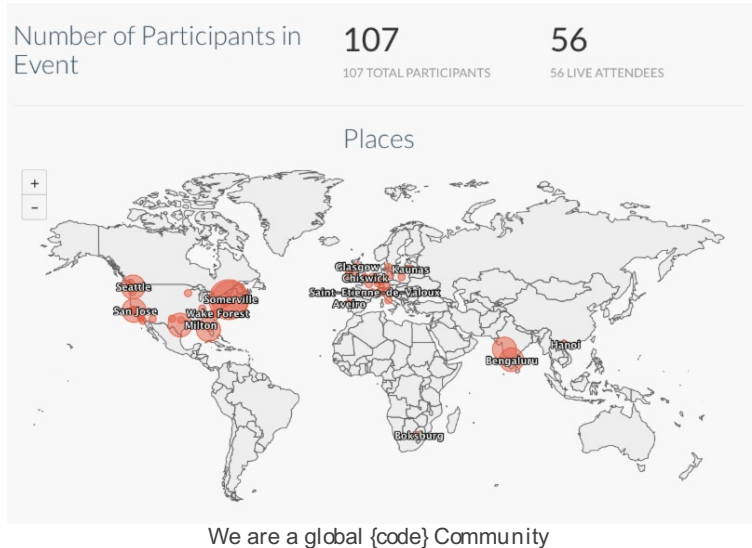 Number of Participants in
Event
107
107 TOTAL PARTICIPANTS
56
56 LIVE ATTENDEES
Places
+
-
Glasgow
Kaunas
Chiswick
Seattle
Saint-Etienne-de-Valoux
Somerville
Aveiro
San Jose
Wake Forest
Milton
Hanoi
Bengaluru
Boksburg
We are a global {code} Community